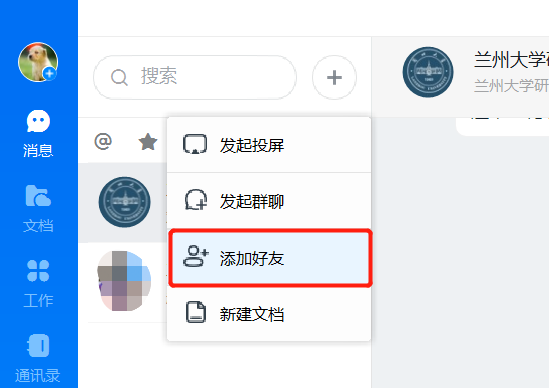 搜索
兰州大学研
兰州大学研
@
消息
文档
工作
通讯录
发起投屏
发起群聊
添加好友
新建文档